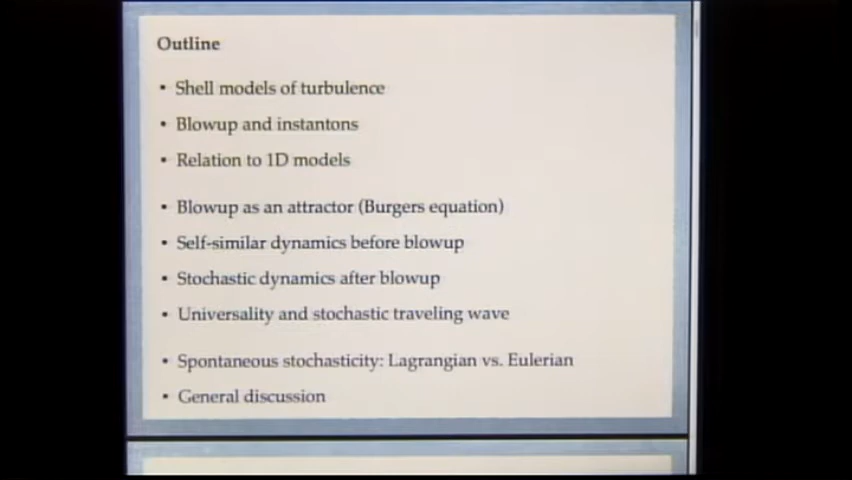 Outline
• Shell models of turbulence
• Blowup and instantons
• Relation to 1D models
• Blowup as an attractor (Burgers equation)
• Self-similar dynamics before blowup
• Stochastic dynamics after blowup
• Universality and stochastic traveling wave
• Spontaneous stochasticity: Lagrangian vs. Eulerian
• General discussion